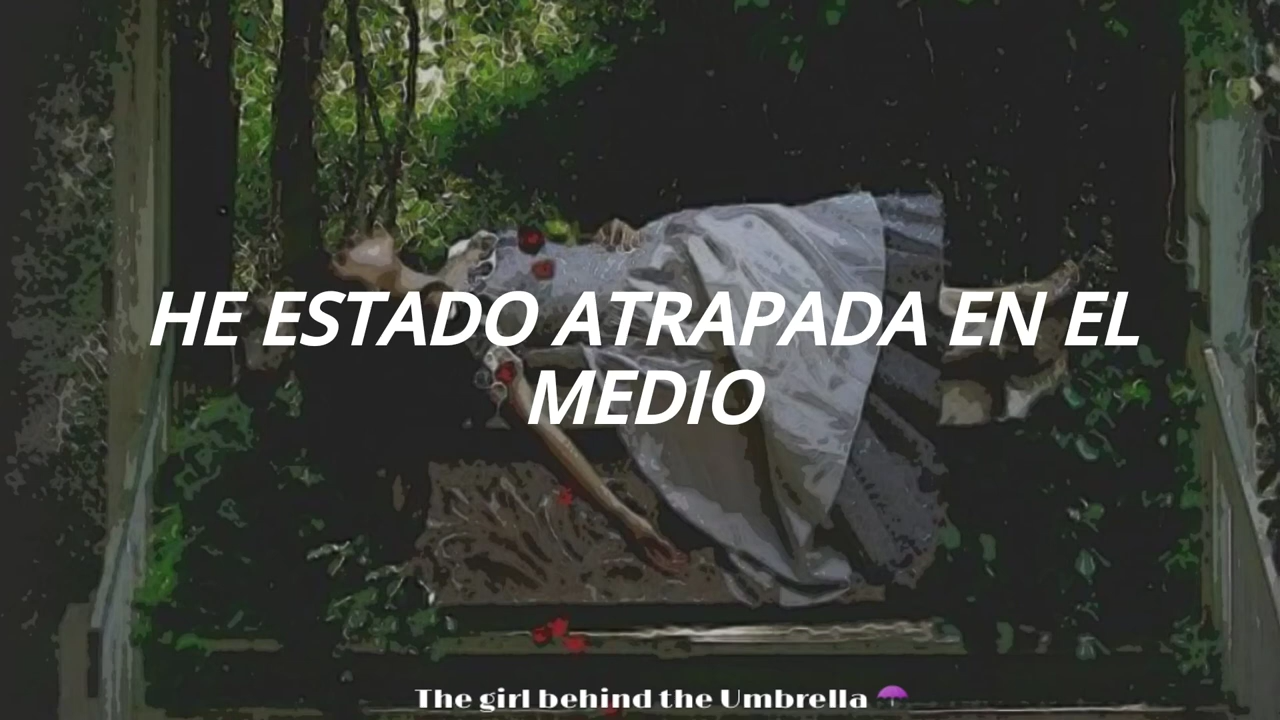 HE ESTADO ATRAPADA EN EL
MEDIO
The girl behind the Umbrella ☂